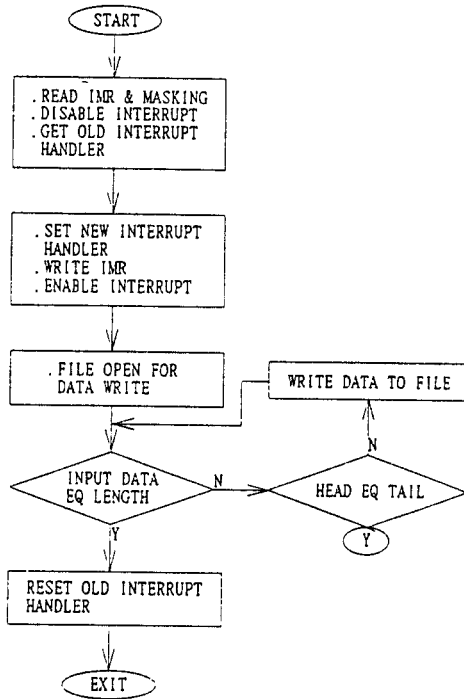 START
.READ IMR & MASKING
.DISABLE INTERRUPT
.GET OLD INTERRUPT
HANDLER
.SET NEW INTERRUPT
HANDLER
.WRITE IMR
.ENABLE INTERRUPT
.FILE OPEN FOR
DATA WRITE
WRITE DATA TO FILE
N
INPUT DATA
EQ LENGTH
N
HEAD EQ TAIL
Y
Y
RESET OLD INTERRUPT
HANDLER
EXIT